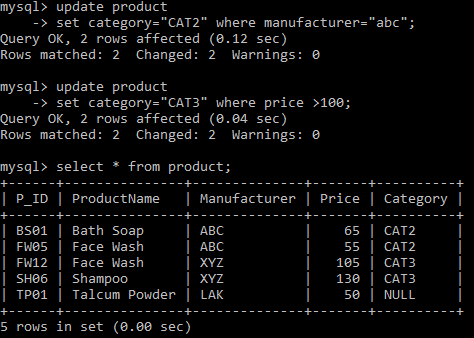 mysql> update product
    -> set category="CAT2" where manufacturer="abc";
Query OK, 2 rows affected (0.12 sec)
Rows matched: 2  Changed: 2  Warnings: 0

mysql> update product
    -> set category="CAT3" where price >100;
Query OK, 2 rows affected (0.04 sec)
Rows matched: 2  Changed: 2  Warnings: 0

mysql> select * from product;
+------+---------------+--------------+-------+----------+
| P_ID | ProductName   | Manufacturer | Price | Category |
+------+---------------+--------------+-------+----------+
| BS01 | Bath Soap     | ABC          |    65 | CAT2     |
| FW05 | Face Wash     | ABC          |    55 | CAT2     |
| FW12 | Face Wash     | XYZ          |   105 | CAT3     |
| SH06 | Shampoo       | XYZ          |   130 | CAT3     |
| TP01 | Talcum Powder | LAK          |    50 | NULL     |
+------+---------------+--------------+-------+----------+
5 rows in set (0.00 sec)